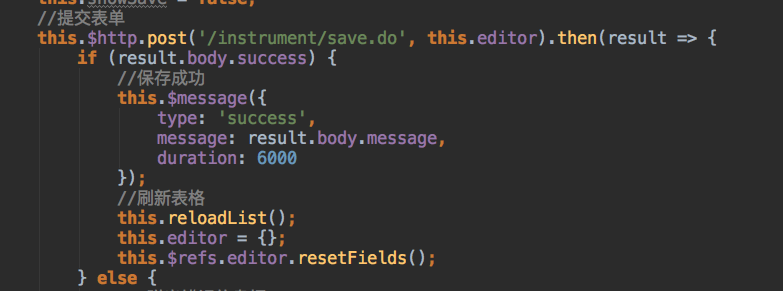 this.showSave = false;
//提交表单
this.$http.post('/instrument/save.do', this.editor).then(result => {
if (result.body.success) {
//保存成功
this.$message({
type: 'success',
message: result.body.message,
duration: 6000
});
//刷新表格
this.reloadList();
this.editor = {};
this.$refs.editor.resetFields();
} else {